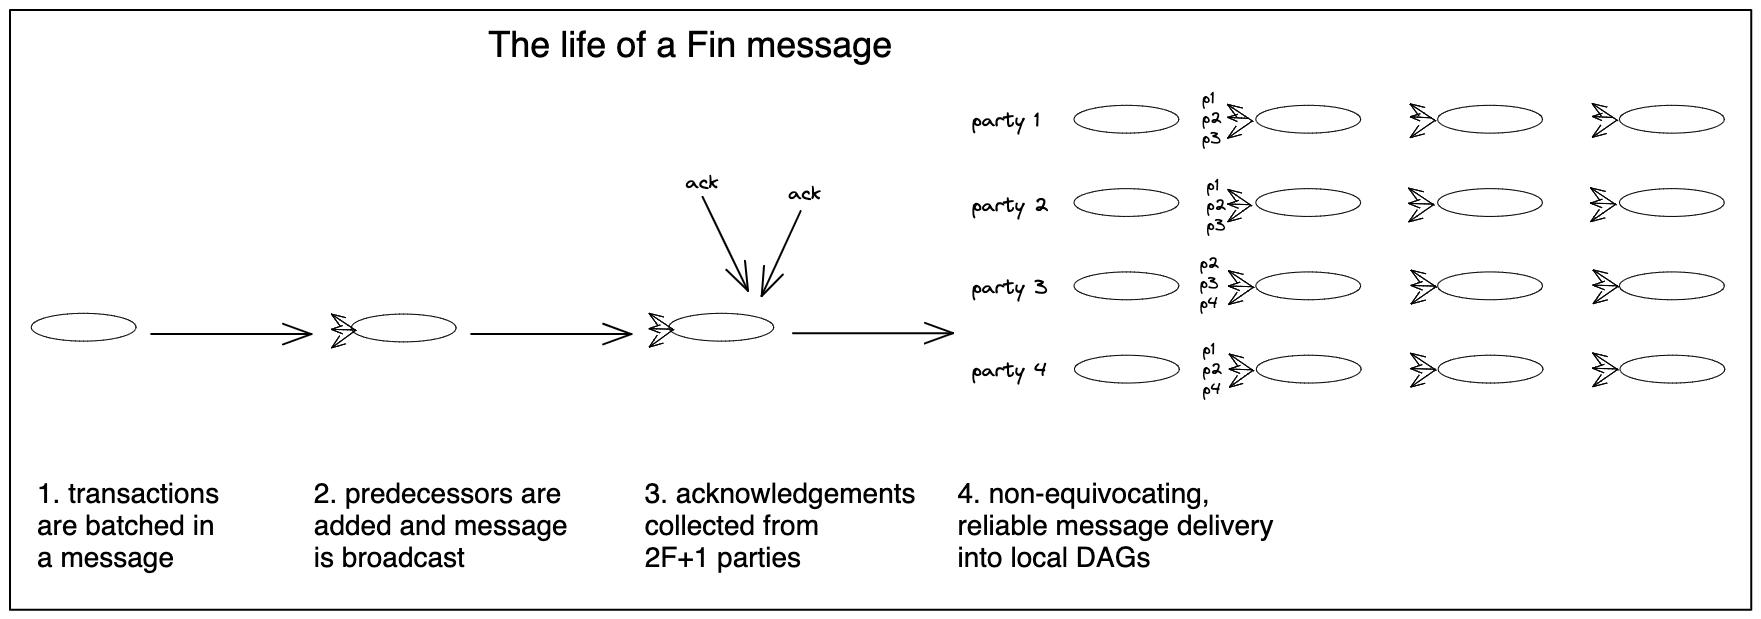 The life of a Fin message
ack
ack
party 1
p1
p2
p3
party 2
p1
p2
p3
party 3
p2
p3
p4
party 4
p1
p2
p4
1. transactions
are batched in
a message
2. predecessors are
added and message
is broadcast
3. acknowledgements
collected from
2F+1 parties
4. non-equivocating,
reliable message delivery
into local DAGs